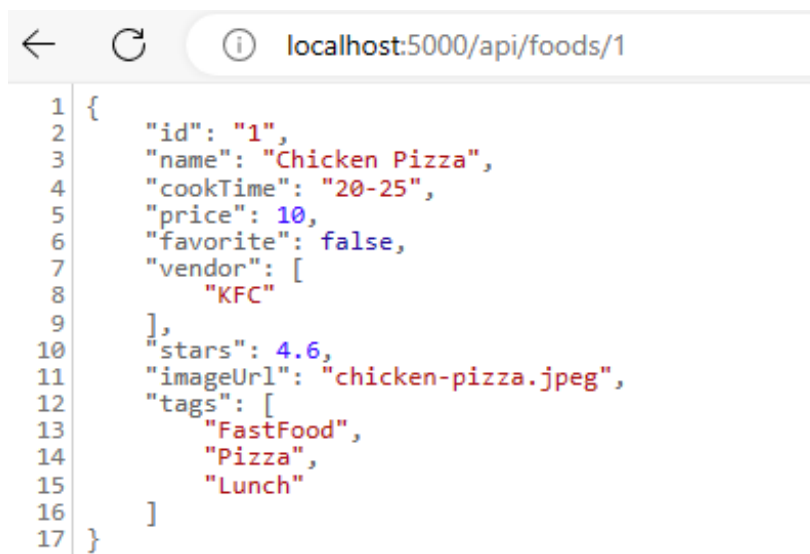 localhost:5000/api/foods/1
1 {
2     "id": "1",
3     "name": "Chicken Pizza",
4     "cookTime": "20-25",
5     "price": 10,
6     "favorite": false,
7     "vendor": [
8         "KFC"
9     ],
10     "stars": 4.6,
11     "imageUrl": "chicken-pizza.jpeg",
12     "tags": [
13         "FastFood",
14         "Pizza",
15         "Lunch"
16     ]
17 }